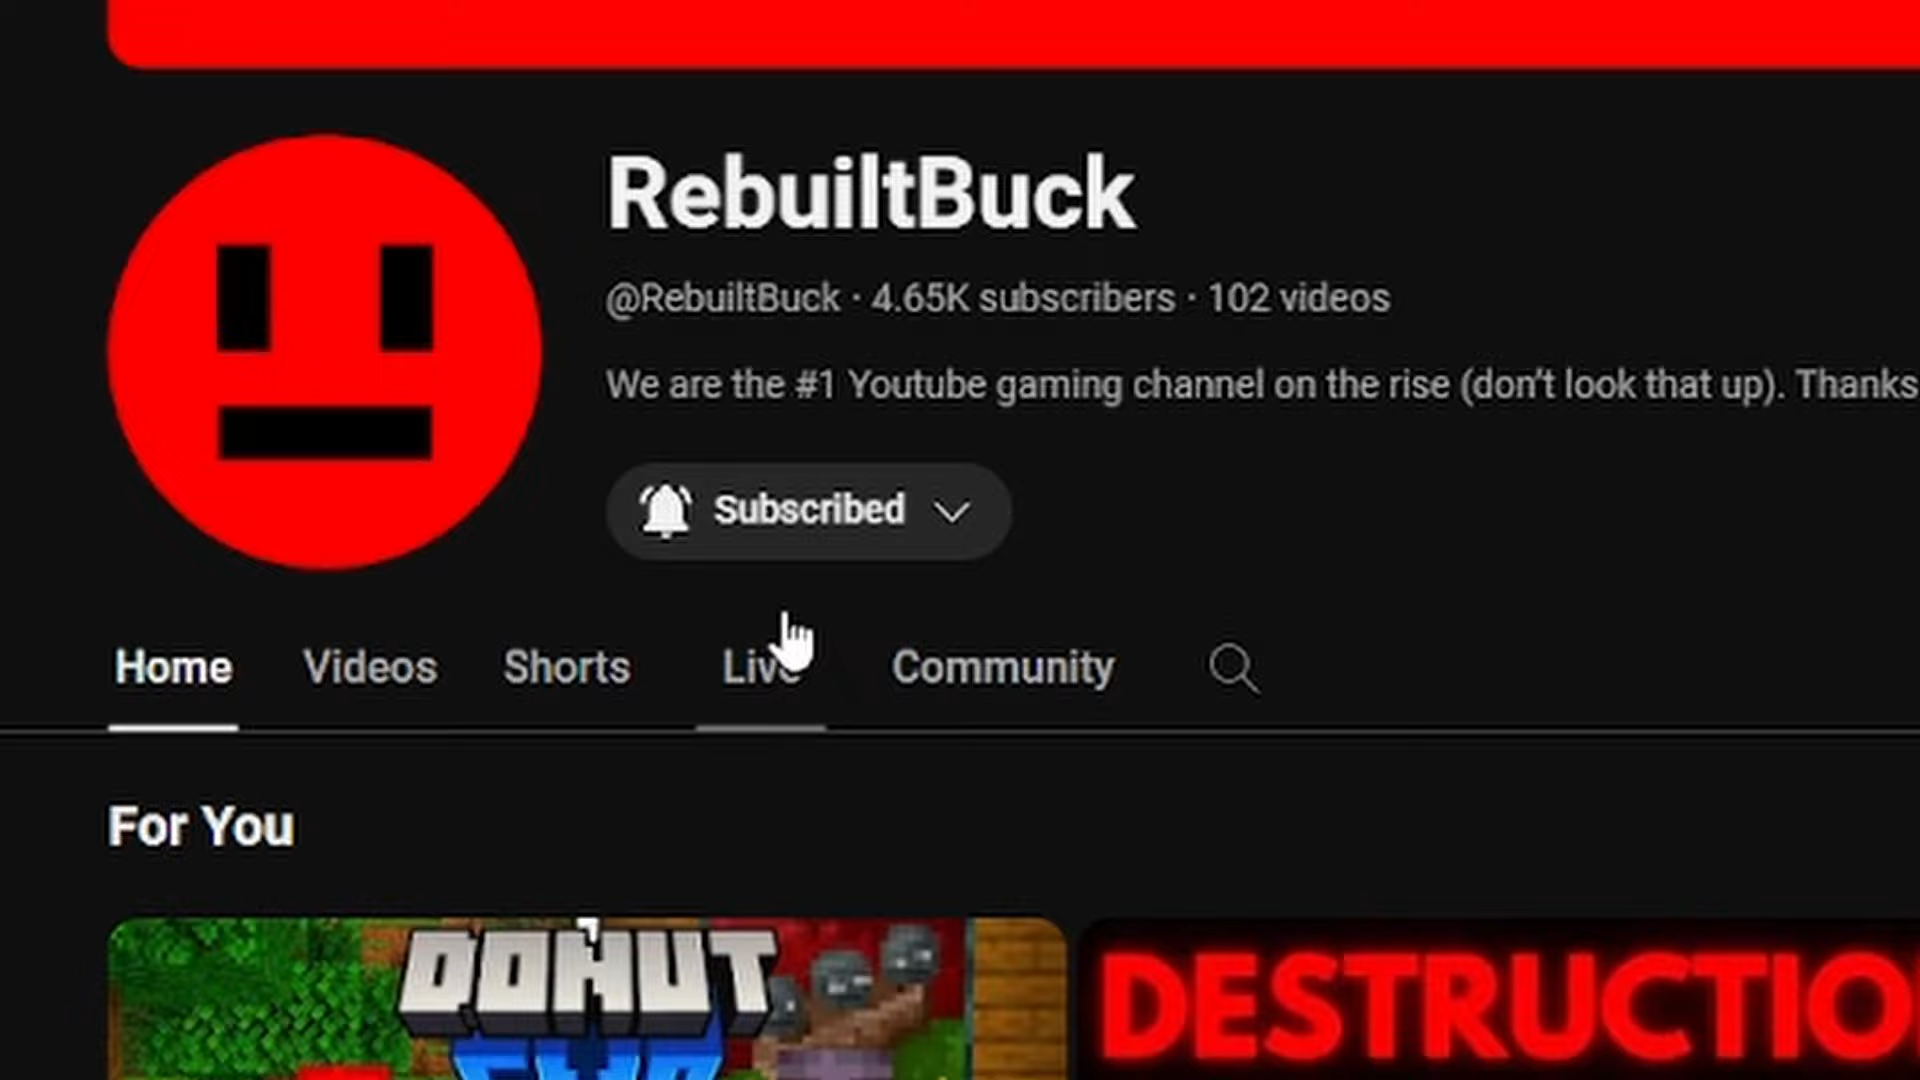 RebuiltBuck
@RebuiltBuck · 4.65K subscribers · 102 videos
We are the #1 Youtube gaming channel on the rise (don't look that up). Thanks
Subscribed
Home Videos Shorts Live Community
For You
DONUT
DESTRUCTION